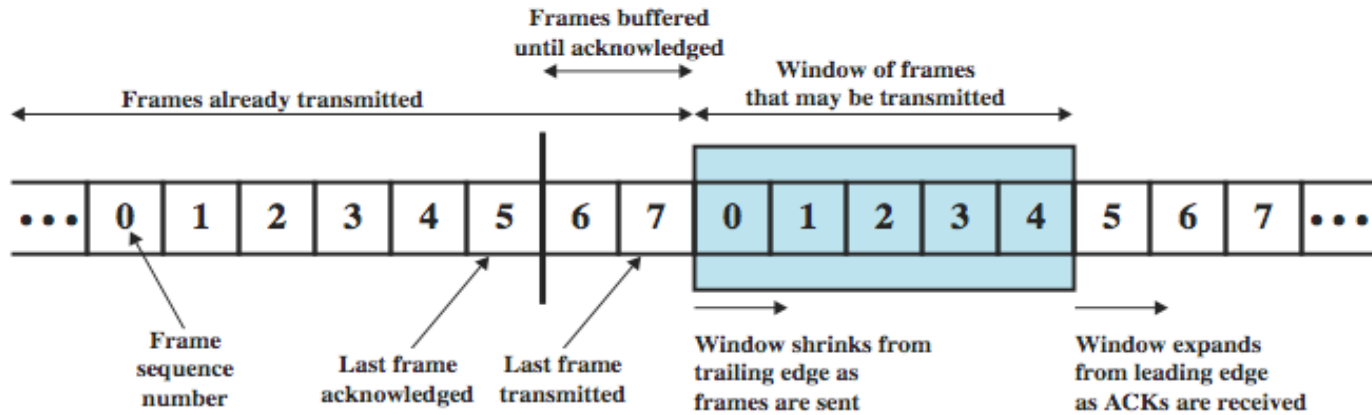 Frames buffered
until acknowledged
Window of frames
that may be transmitted
Frames already transmitted
••• 0 1 2 3 4 5 6 7 0 1 2 3 4 5 6 7 •••
Frame
sequence
number
Last frame
acknowledged
Last frame
transmitted
Window shrinks from
trailing edge as
frames are sent
Window expands
from leading edge
as ACKs are received